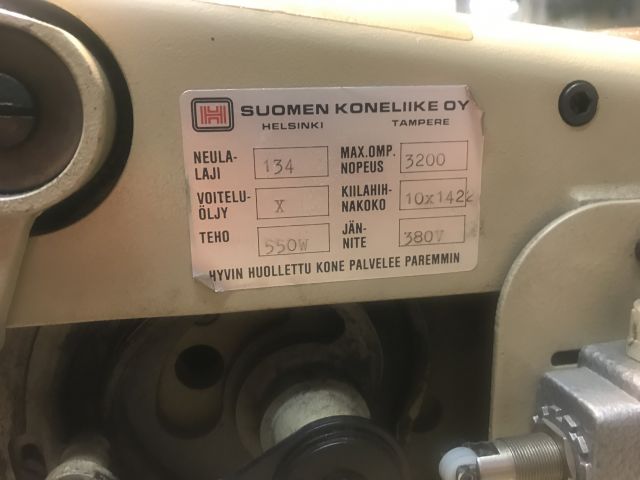 SUOMEN KONELIIKE OY
HELSINKI TAMPERE
NEULA-LAJI 134 MAX.OMP. NOPEUS 3200
VOITELU-ÖLJY X KIILAHIH-NAKOKO 10x142
TEHO 550W JÄN-NITE 380V
HYVIN HUOLLETTU KONE PALVELEE PAREMMIN